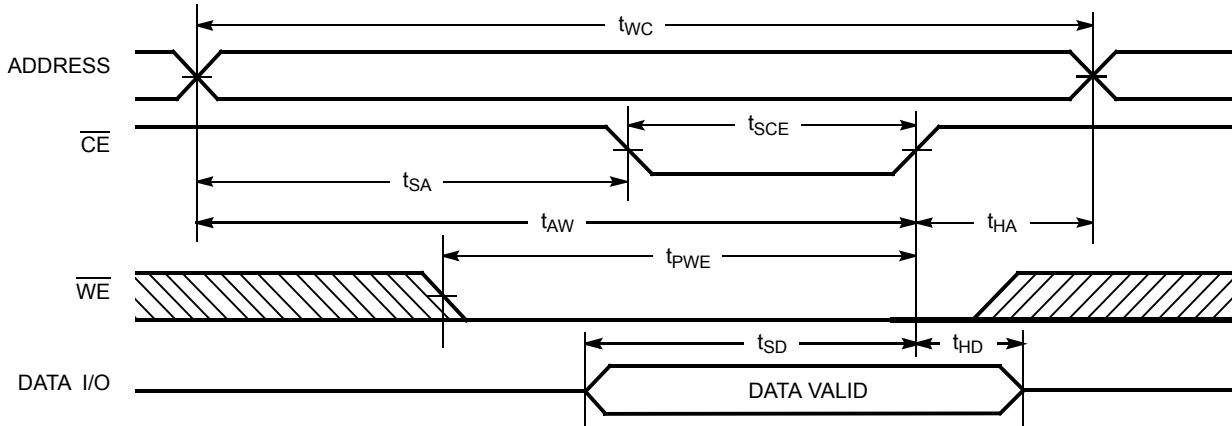 tWC
ADDRESS
CE
tSCE
tSA
tAW
tHA
tPWE
WE
tSD
tHD
DATA I/O
DATA VALID